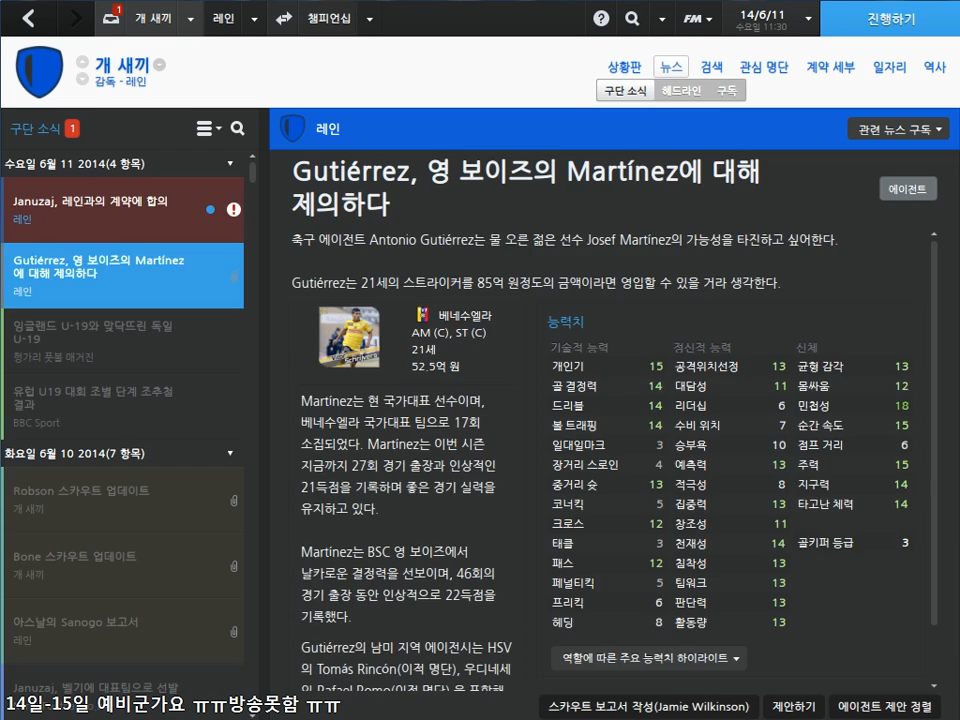 1
개 새끼
레인
챔피언십
FM
14/6/11
수요일 11:30
진행하기
개 새끼
감독 - 레인
상황판 뉴스 검색 관심 명단 계약 세부 일자리 역사
구단 소식 헤드라인 구독
구단 소식 1
레인
관련 뉴스 구독
수요일 6월 11 2014(4 항목)
Januzaj, 레인과의 계약에 합의
레인
Gutiérrez, 영 보이즈의 Martínez
에 대해 제의하다
레인
잉글랜드 U-19와 맞닥뜨린 독일
U-19
헝가리 풋볼 매거진
유럽 U19 대회 조별 단계 조추첨
결과
BBC Sport
화요일 6월 10 2014(7 항목)
Robson 스카우트 업데이트
개 새끼
Bone 스카우트 업데이트
개 새끼
아스날의 Sanogo 보고서
레인
Januzaj, 벨기에 대표팀으로 선발
Gutiérrez, 영 보이즈의 Martínez에 대해
제의하다
에이전트
축구 에이전트 Antonio Gutiérrez는 물 오른 젊은 선수 Josef Martínez의 가능성을 타진하고 싶어한다.
Gutiérrez는 21세의 스트라이커를 85억 원정도의 금액이라면 영입할 수 있을 거라 생각한다.
베네수엘라
AM (C), ST (C)
21세
52.5억 원
Martínez는 현 국가대표 선수이며,
베네수엘라 국가대표 팀으로 17회
소집되었다. Martínez는 이번 시즌
지금까지 27회 경기 출장과 인상적인
21득점을 기록하며 좋은 경기 실력을
유지하고 있다.
Martínez는 BSC 영 보이즈에서
날카로운 결정력을 선보이며, 46회의
경기 출장 동안 인상적으로 22득점을
기록했다.
Gutiérrez의 남미 지역 에이전시는 HSV
의 Tomás Rincón(이적 명단), 우디네세
의 Rafael Romo(이적 명단) 을 포함해
능력치
기술적 능력 정신적 능력 신체
개인기 15 공격위치선정 13 균형 감각 13
골 결정력 14 대담성 11 몸싸움 12
드리블 14 리더십 6 민첩성 18
볼 트래핑 14 수비 위치 7 순간 속도 15
일대일마크 3 승부욕 10 점프 거리 6
장거리 스로인 4 예측력 13 주력 15
중거리 슛 13 적극성 8 지구력 14
코너킥 5 집중력 13 타고난 체력 14
크로스 12 창조성 11
태클 3 천재성 14 골키퍼 등급 3
패스 12 침착성 13
페널티킥 5 팀워크 13
프리킥 6 판단력 13
헤딩 8 활동량 13
역할에 따른 주요 능력치 하이라이트
스카우트 보고서 작성(Jamie Wilkinson) 제안하기 에이전트 제안 정렬
14일-15일 예비군가요 ㅠㅠ방송못함 ㅠㅠ